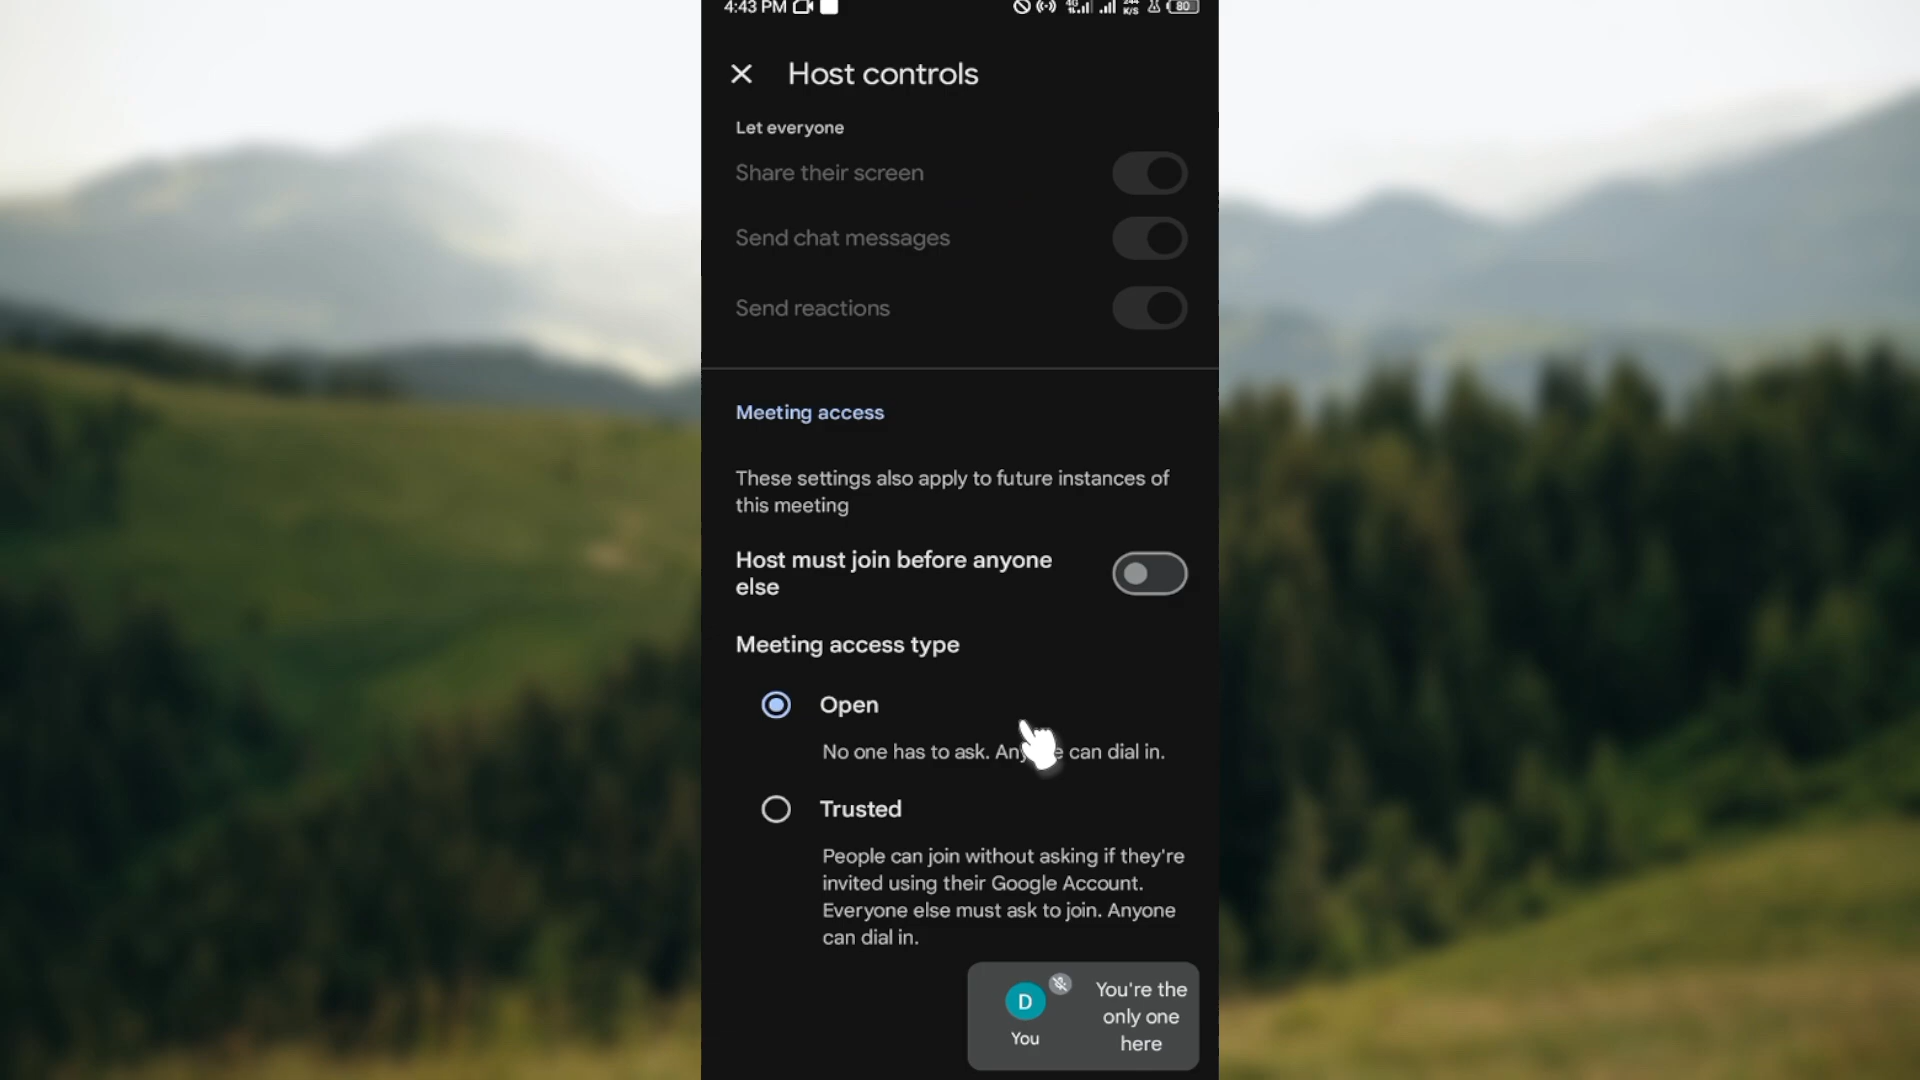 4:43 PM
80
Host controls
Let everyone
Share their screen
Send chat messages
Send reactions
Meeting access
These settings also apply to future instances of
this meeting
Host must join before anyone
else
Meeting access type
Open
No one has to ask. Anyone can dial in.
Trusted
People can join without asking if they're
invited using their Google Account.
Everyone else must ask to join. Anyone
can dial in.
D
You
You're the
only one
here